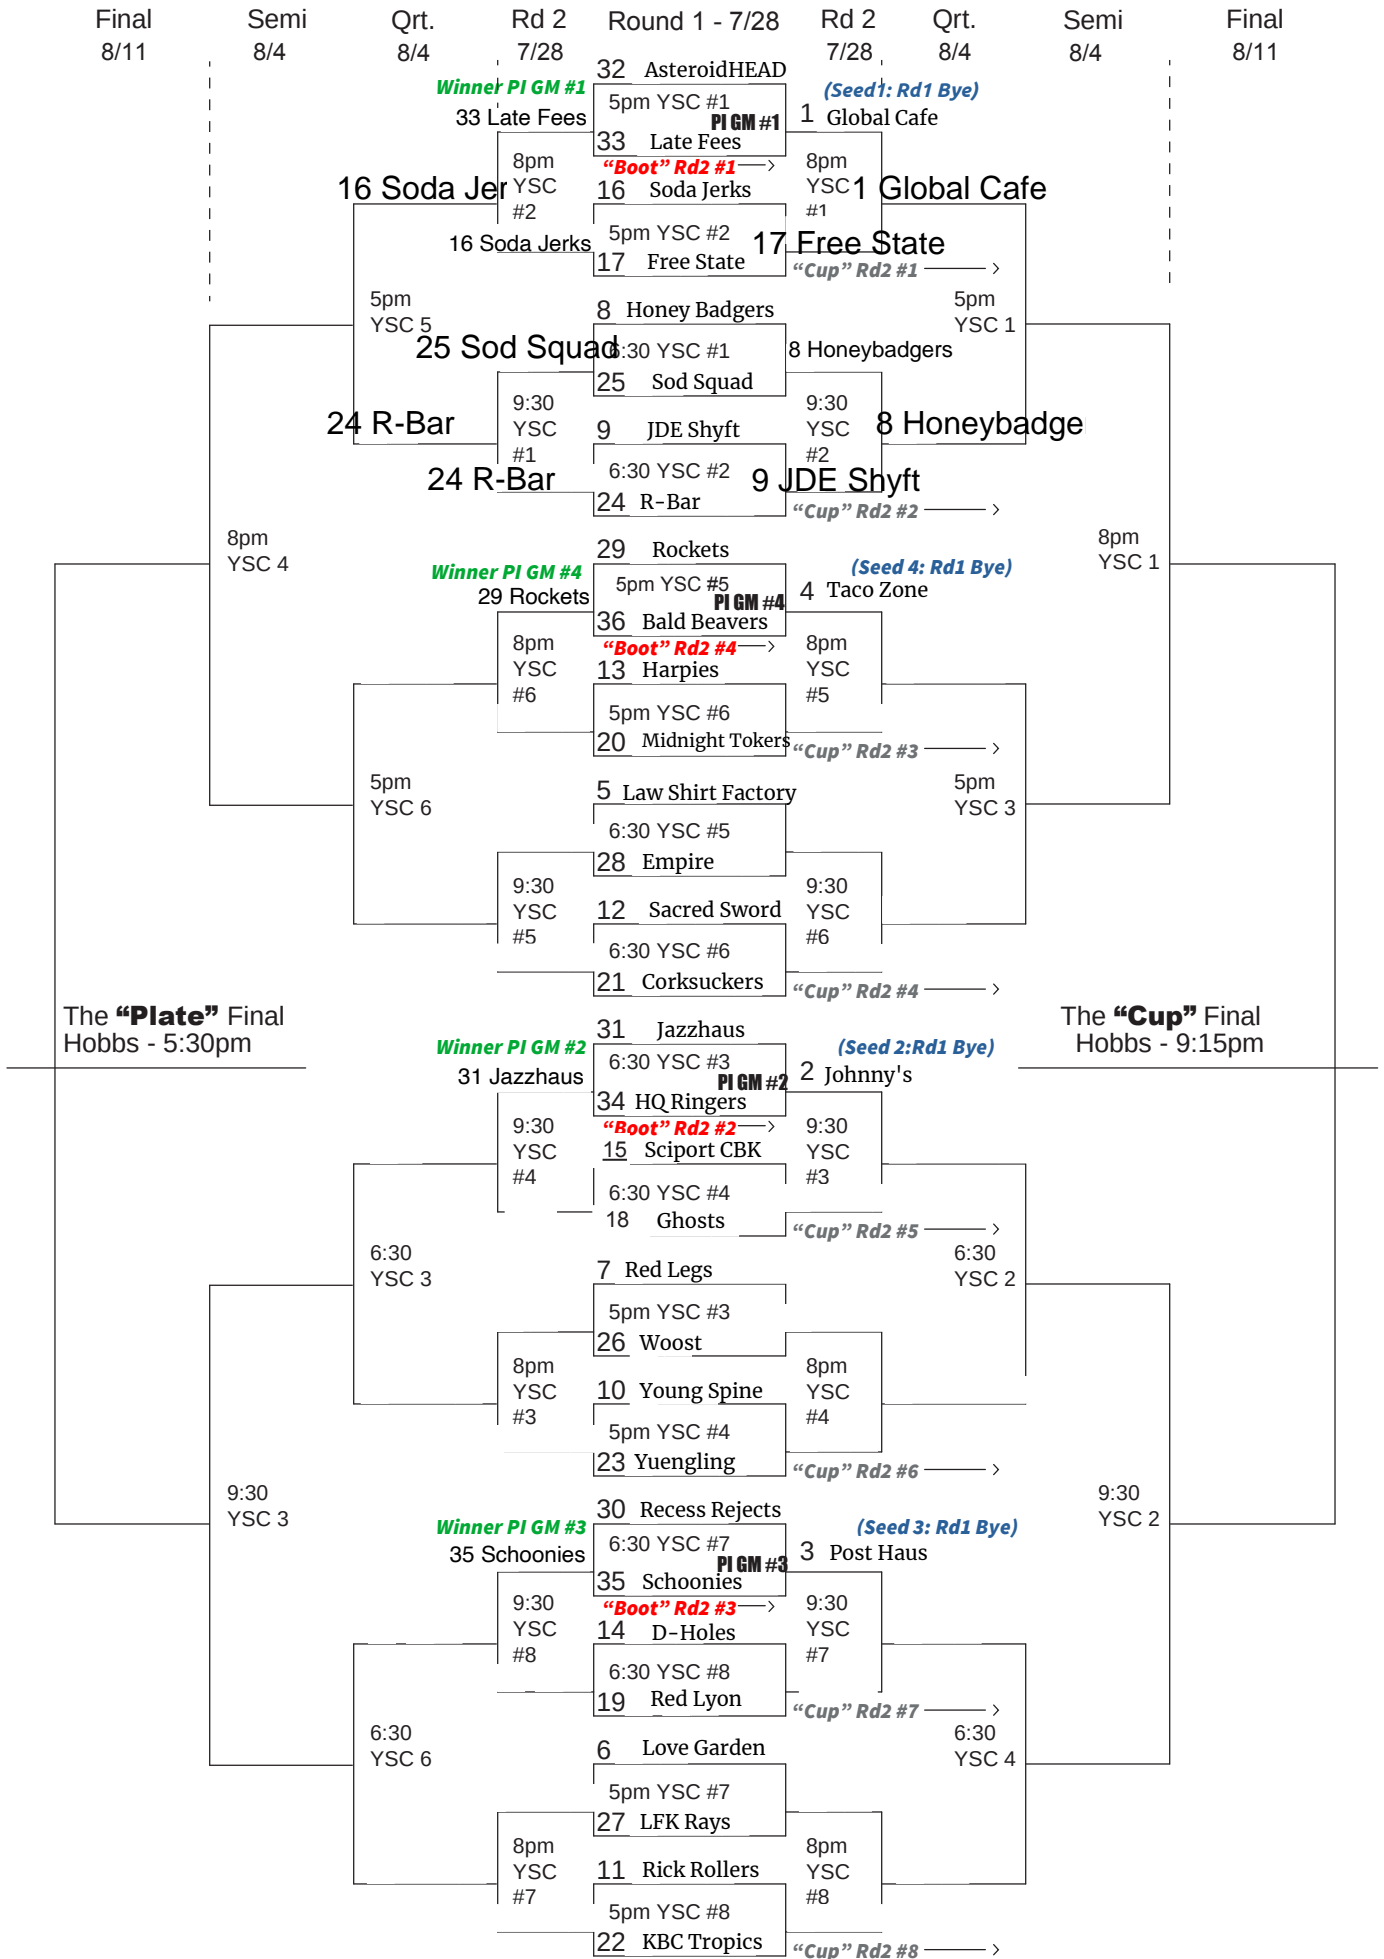 Final Semi Qrt. Rd 2 Round 1 - 7/28 Rd 2 Qrt. Semi Final
8/11 8/4 8/4 7/28 7/28 8/4 8/4 8/11
32 AsteroidHEAD
Winner PI GM #1 (Seed1: Rd1 Bye)
5pm YSC #1
33 Late Fees PI GM #1 1 Global Cafe
33 Late Fees
8pm YSC #2 "Boot" Rd2 #1 8pm YSC #1
16 Soda Jer 16 Soda Jerks 1 Global Cafe
16 Soda Jerks 5pm YSC #2 17 Free State
17 Free State "Cup" Rd2 #1
5pm YSC 5 8 Honey Badgers 5pm YSC 1
25 Sod Squad 6:30 YSC #1 8 Honeybadgers
25 Sod Squad
9:30 YSC #1 9:30 YSC #2
24 R-Bar 9 JDE Shyft 8 Honeybadge
24 R-Bar 6:30 YSC #2 9 JDE Shyft
24 R-Bar "Cup" Rd2 #2
8pm YSC 4 8pm YSC 1
29 Rockets
Winner PI GM #4 (Seed 4: Rd1 Bye)
5pm YSC #5
29 Rockets PI GM #4 4 Taco Zone
36 Bald Beavers
8pm YSC #6 "Boot" Rd2 #4 8pm YSC #5
13 Harpies
5pm YSC #6
20 Midnight Tokers "Cup" Rd2 #3
5pm YSC 6 5pm YSC 3
5 Law Shirt Factory
6:30 YSC #5
28 Empire
9:30 YSC #5 9:30 YSC #6
12 Sacred Sword
6:30 YSC #6
21 Corksuckers "Cup" Rd2 #4
The "Plate" Final The "Cup" Final
Hobbs - 5:30pm Hobbs - 9:15pm
31 Jazzhaus
Winner PI GM #2 (Seed 2:Rd1 Bye)
6:30 YSC #3
31 Jazzhaus PI GM #2 2 Johnny's
34 HQ Ringers
9:30 YSC #4 "Boot" Rd2 #2 9:30 YSC #3
15 Sciport CBK
6:30 YSC #4
18 Ghosts "Cup" Rd2 #5
6:30 YSC 3 6:30 YSC 2
7 Red Legs
5pm YSC #3
26 Woost
8pm YSC #3 8pm YSC #4
10 Young Spine
5pm YSC #4
23 Yuengling "Cup" Rd2 #6
9:30 YSC 3 9:30 YSC 2
30 Recess Rejects
Winner PI GM #3 (Seed 3: Rd1 Bye)
6:30 YSC #7
35 Schoonies PI GM #3 3 Post Haus
35 Schoonies
9:30 YSC #8 "Boot" Rd2 #3 9:30 YSC #7
14 D-Holes
6:30 YSC #8
19 Red Lyon "Cup" Rd2 #7
6:30 YSC 6 6:30 YSC 4
6 Love Garden
5pm YSC #7
27 LFK Rays
8pm YSC #7 8pm YSC #8
11 Rick Rollers
5pm YSC #8
22 KBC Tropics "Cup" Rd2 #8